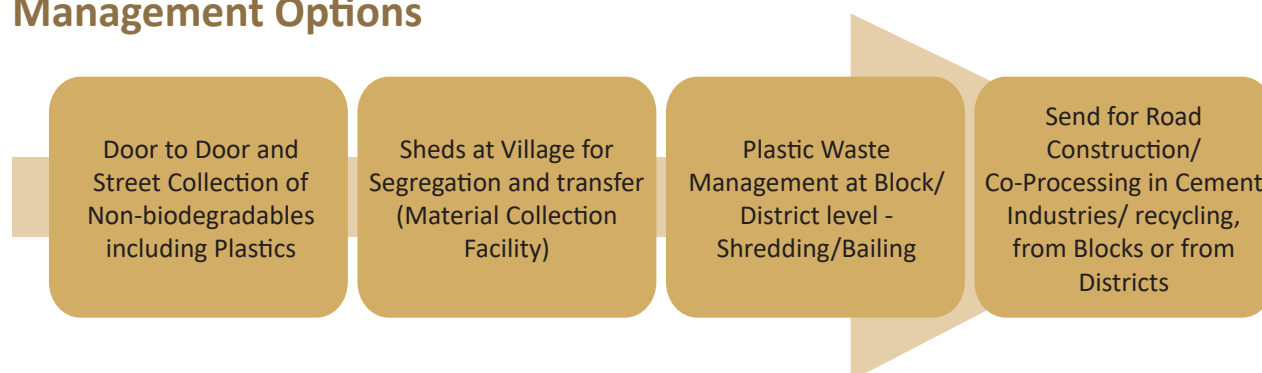 Management Options
Door to Door and
Street Collection of
Non-biodegradables
including Plastics
Sheds at Village for
Segregation and transfer
(Material Collection
Facility)
Plastic Waste
Management at Block/
District level -
Shredding/Bailing
Send for Road
Construction/
Co-Processing in Cement
Industries/ recycling,
from Blocks or from
Districts